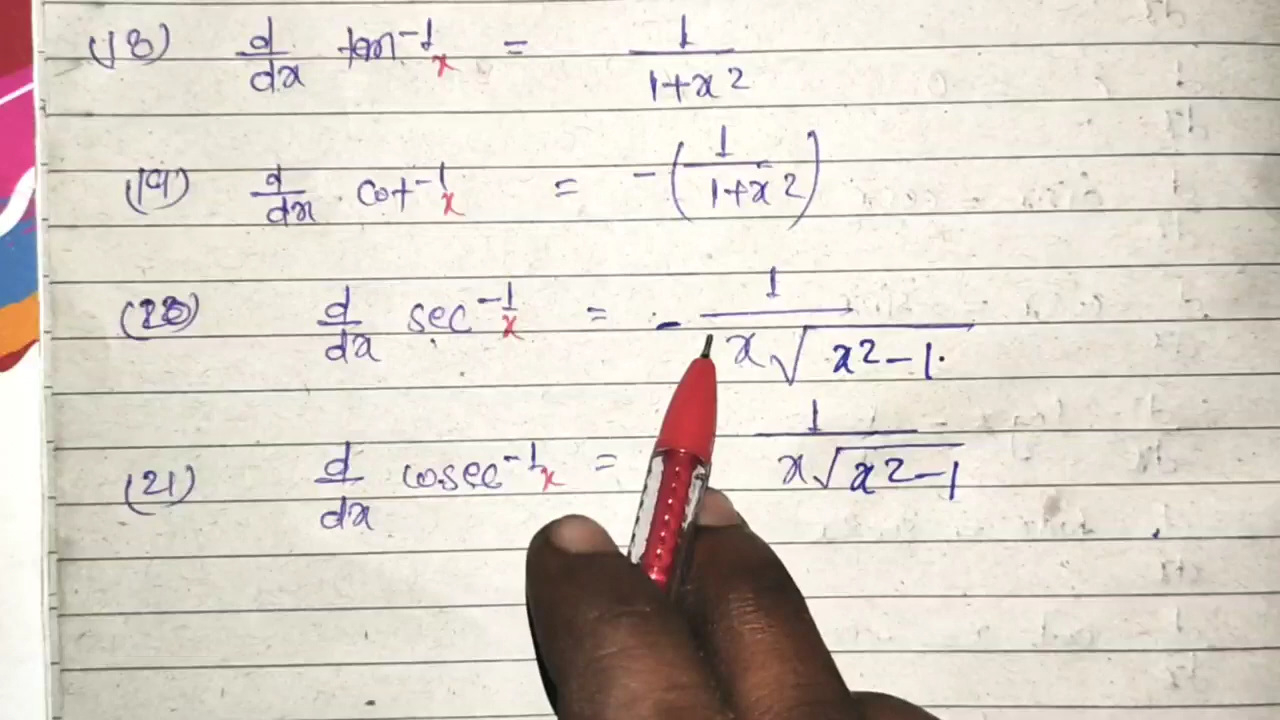 (18) d/dx tan⁻¹x = 1/(1+x²)
(19) d/dx cot⁻¹x = -(1/(1+x²))
(20) d/dx sec⁻¹x = - 1/(x√(x²-1))
(21) d/dx cosec⁻¹x = 1/(x√(x²-1))